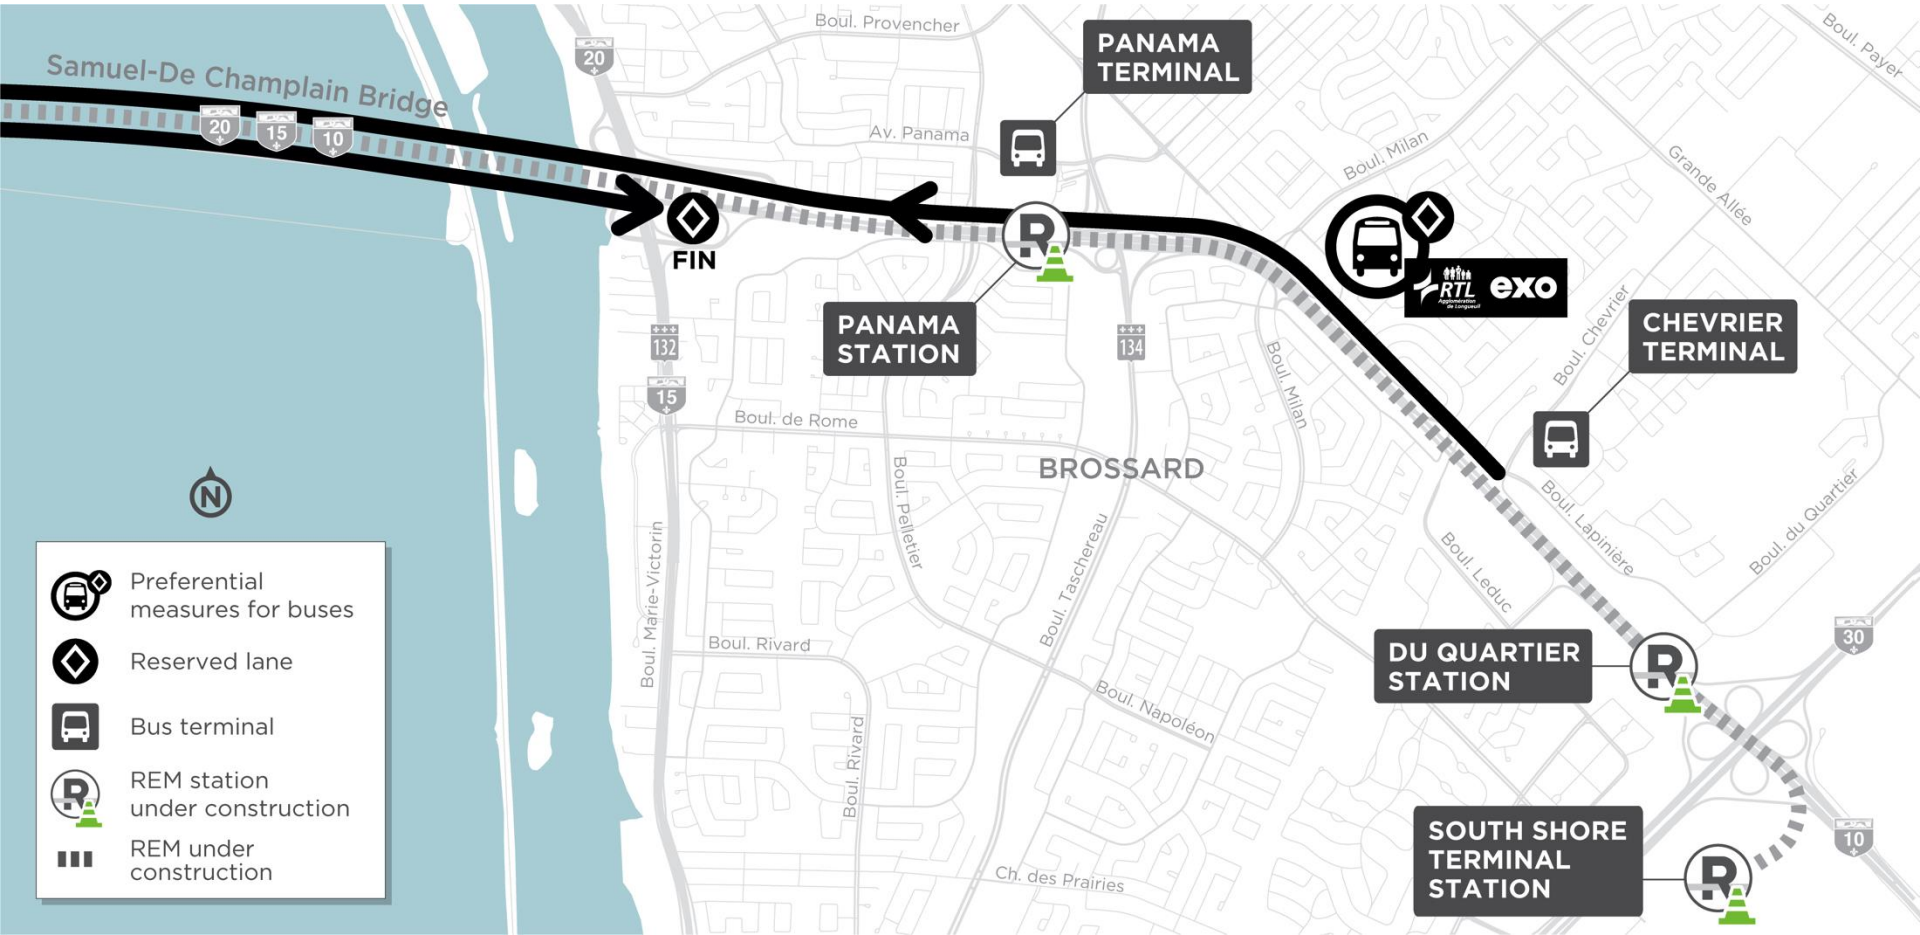 Boul. Provencher
Boul. Payer
PANAMA
TERMINAL
20
Samuel-De Champlain Bridge
20
15
10
Av. Panama
Boul. Milan
Grande Allée
FIN
RTL
Agglomération
de Longueuil
exo
PANAMA
STATION
132
134
15
Boul. Chevrier
CHEVRIER
TERMINAL
Boul. Milan
Boul. de Rome
BROSSARD
Boul. Pelletier
N
Boul. Lapinière
Boul. du Quartier
Boul. Marie-Victorin
Boul. Taschereau
Boul. Leduc
Preferential
measures for buses
Reserved lane
Bus terminal
REM station
under construction
REM under
construction
Boul. Rivard
Boul. Rivard
Boul. Napoléon
DU QUARTIER
STATION
30
10
SOUTH SHORE
TERMINAL
STATION
Ch. des Prairies